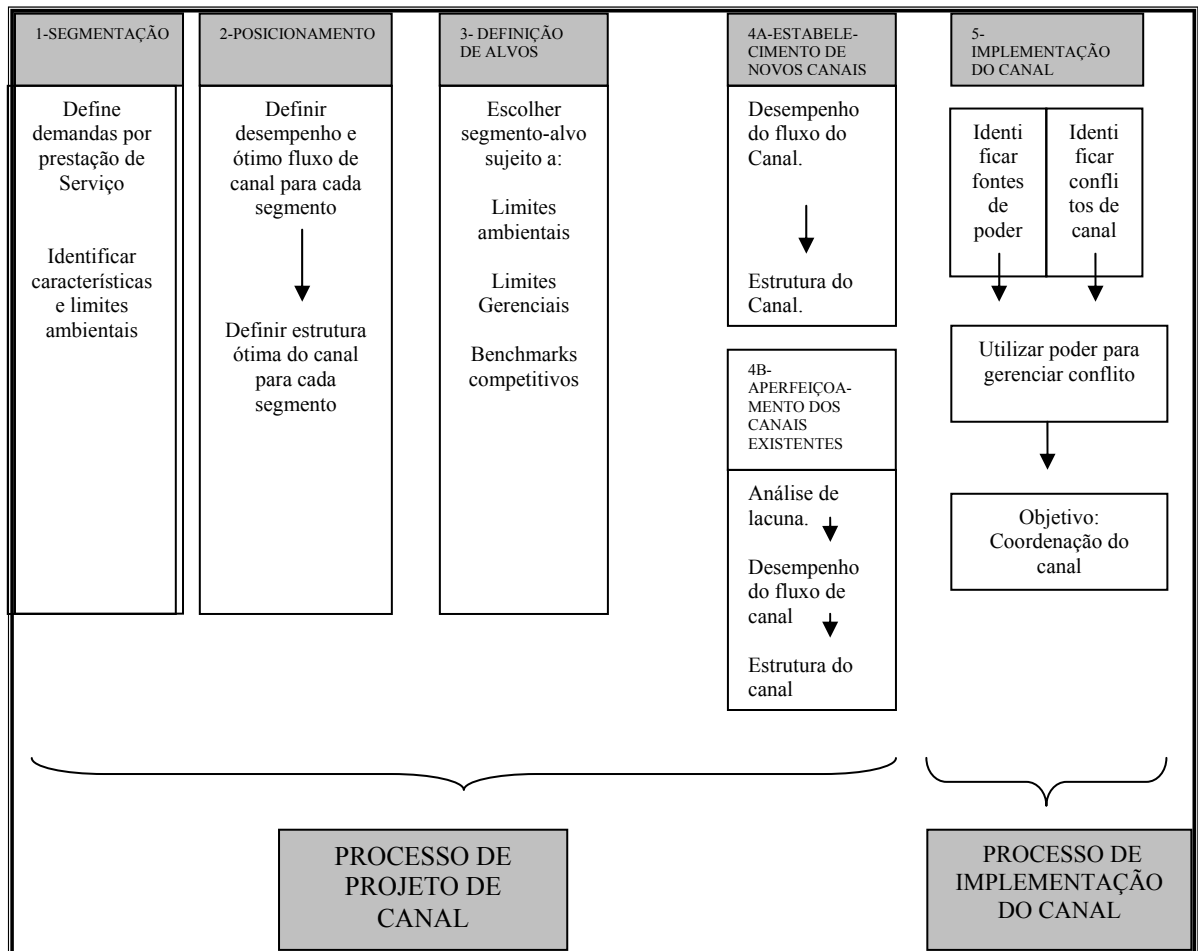 1-SEGMENTAÇÃO
Define
demandas por
prestação de
Serviço
Identificar
características
e limites
ambientais
2-POSICIONAMENTO
Definir
desempenho e
ótimo fluxo de
canal para cada
segmento
Definir estrutura
ótima do canal
para cada
segmento
3- DEFINIÇÃO
DE ALVOS
Escolher
segmento-alvo
sujeito a:
Limites
ambientais
Limites
Gerenciais
Benchmarks
competitivos
4A-ESTABELE-
CIMENTO DE
NOVOS CANAIS
Desempenho
do fluxo do
Canal.
Estrutura do
Canal.
4B-
APERFEIÇOA-
MENTO DOS
CANAIS
EXISTENTES
Análise de
lacuna.
Desempenho
do fluxo de
canal
Estrutura do
canal
5-
IMPLEMENTAÇÃO
DO CANAL
Identi
ficar
fontes
de
poder
Identi
ficar
confli
tos de
canal
Utilizar poder para
gerenciar conflito
Objetivo:
Coordenação do
canal
PROCESSO DE
PROJETO DE
CANAL
PROCESSO DE
IMPLEMENTAÇÃO
DO CANAL